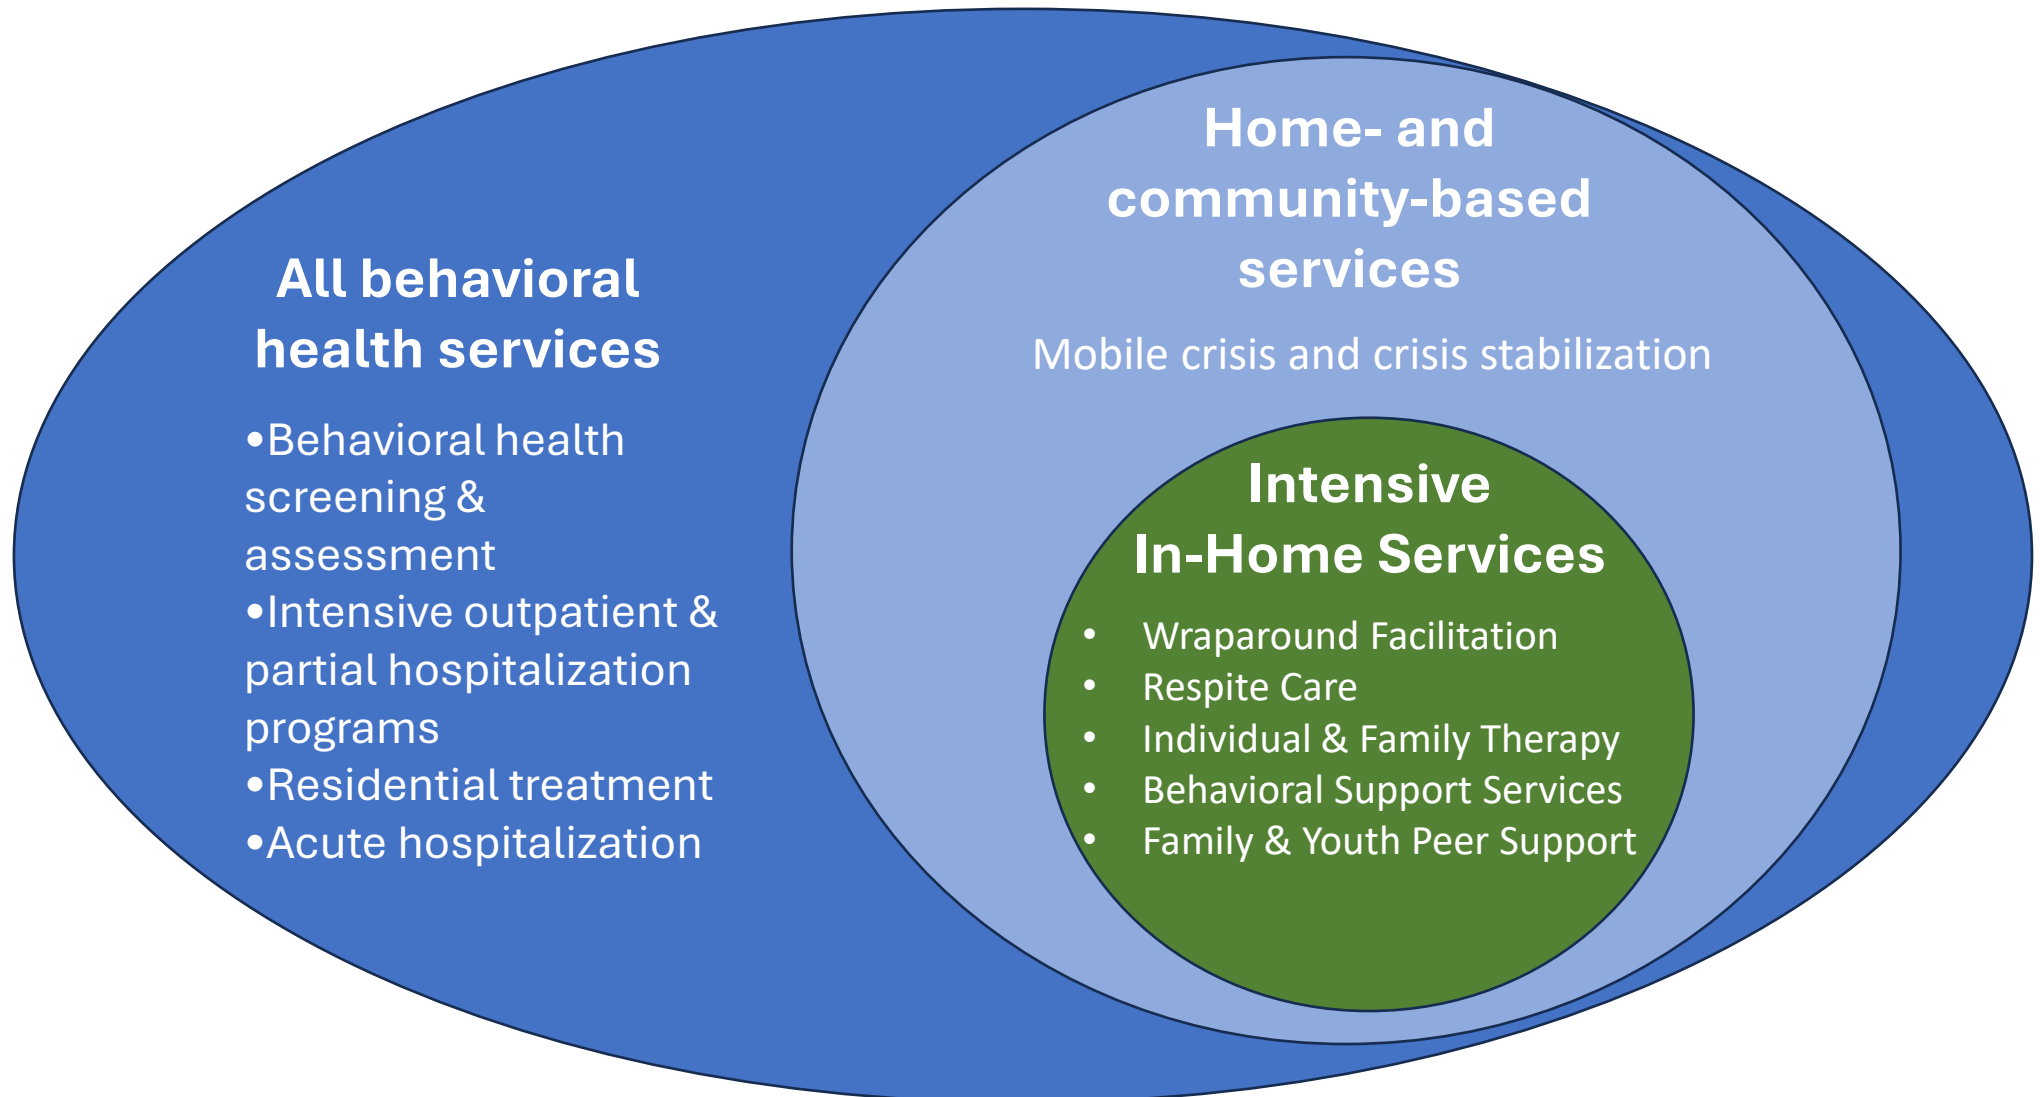 All behavioral
health services
•Behavioral health
screening &
assessment
•Intensive outpatient &
partial hospitalization
programs
•Residential treatment
•Acute hospitalization
Home- and
community-based
services
Mobile crisis and crisis stabilization
Intensive
In-Home Services
• Wraparound Facilitation
• Respite Care
• Individual & Family Therapy
• Behavioral Support Services
• Family & Youth Peer Support